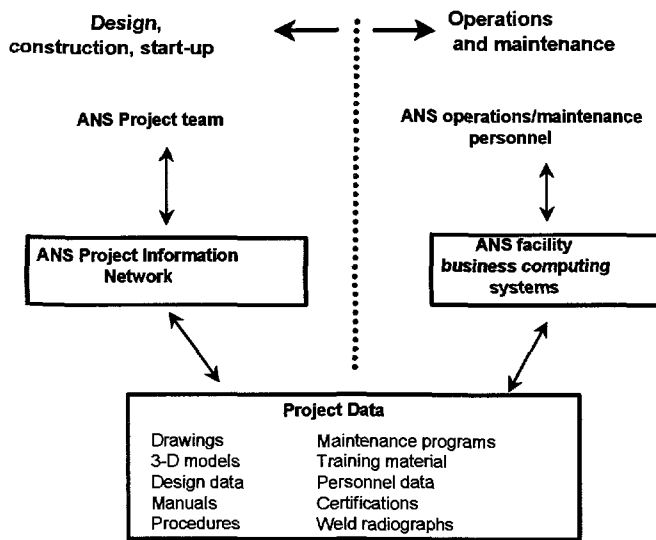 Design,
construction, start-up
Operations
and maintenance
ANS Project team
ANS operations/maintenance
personnel
ANS Project Information
Network
ANS facility
business computing
systems
Project Data
Drawings
3-D models
Design data
Manuals
Procedures
Maintenance programs
Training material
Personnel data
Certifications
Weld radiographs